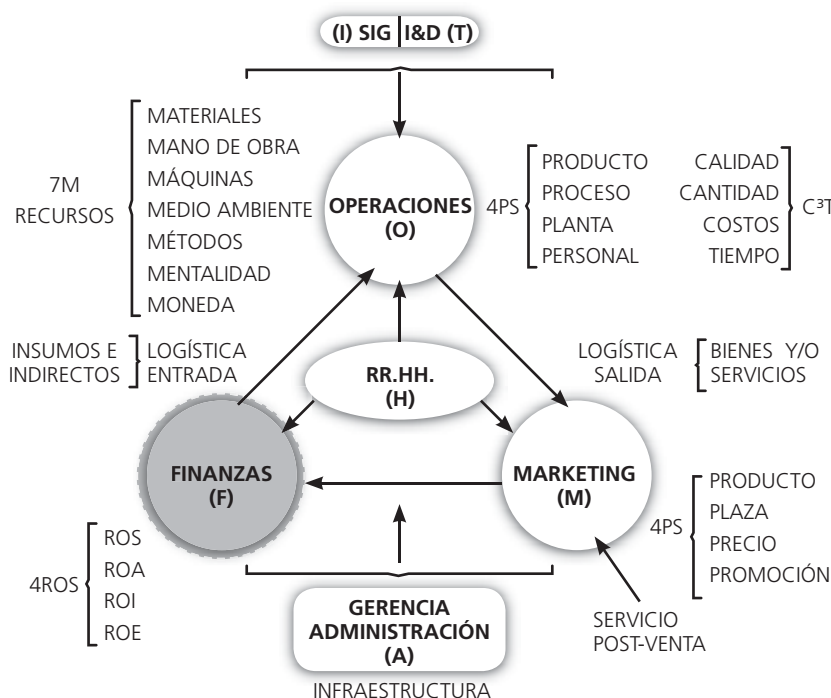 (I) SIG I&D (T)
7M
RECURSOS
MATERIALES
MANO DE OBRA
MÁQUINAS
MEDIO AMBIENTE
MÉTODOS
MENTALIDAD
MONEDA
OPERACIONES
(O)
4PS
PRODUCTO
PROCESO
PLANTA
PERSONAL
CALIDAD
CANTIDAD
COSTOS
TIEMPO
C³T
INSUMOS E
INDIRECTOS
LOGÍSTICA
ENTRADA
RR.HH.
(H)
LOGÍSTICA
SALIDA
BIENES Y/O
SERVICIOS
FINANZAS
(F)
MARKETING
(M)
4PS
PRODUCTO
PLAZA
PRECIO
PROMOCIÓN
4ROS
ROS
ROA
ROI
ROE
GERENCIA
ADMINISTRACIÓN
(A)
INFRAESTRUCTURA
SERVICIO
POST-VENTA